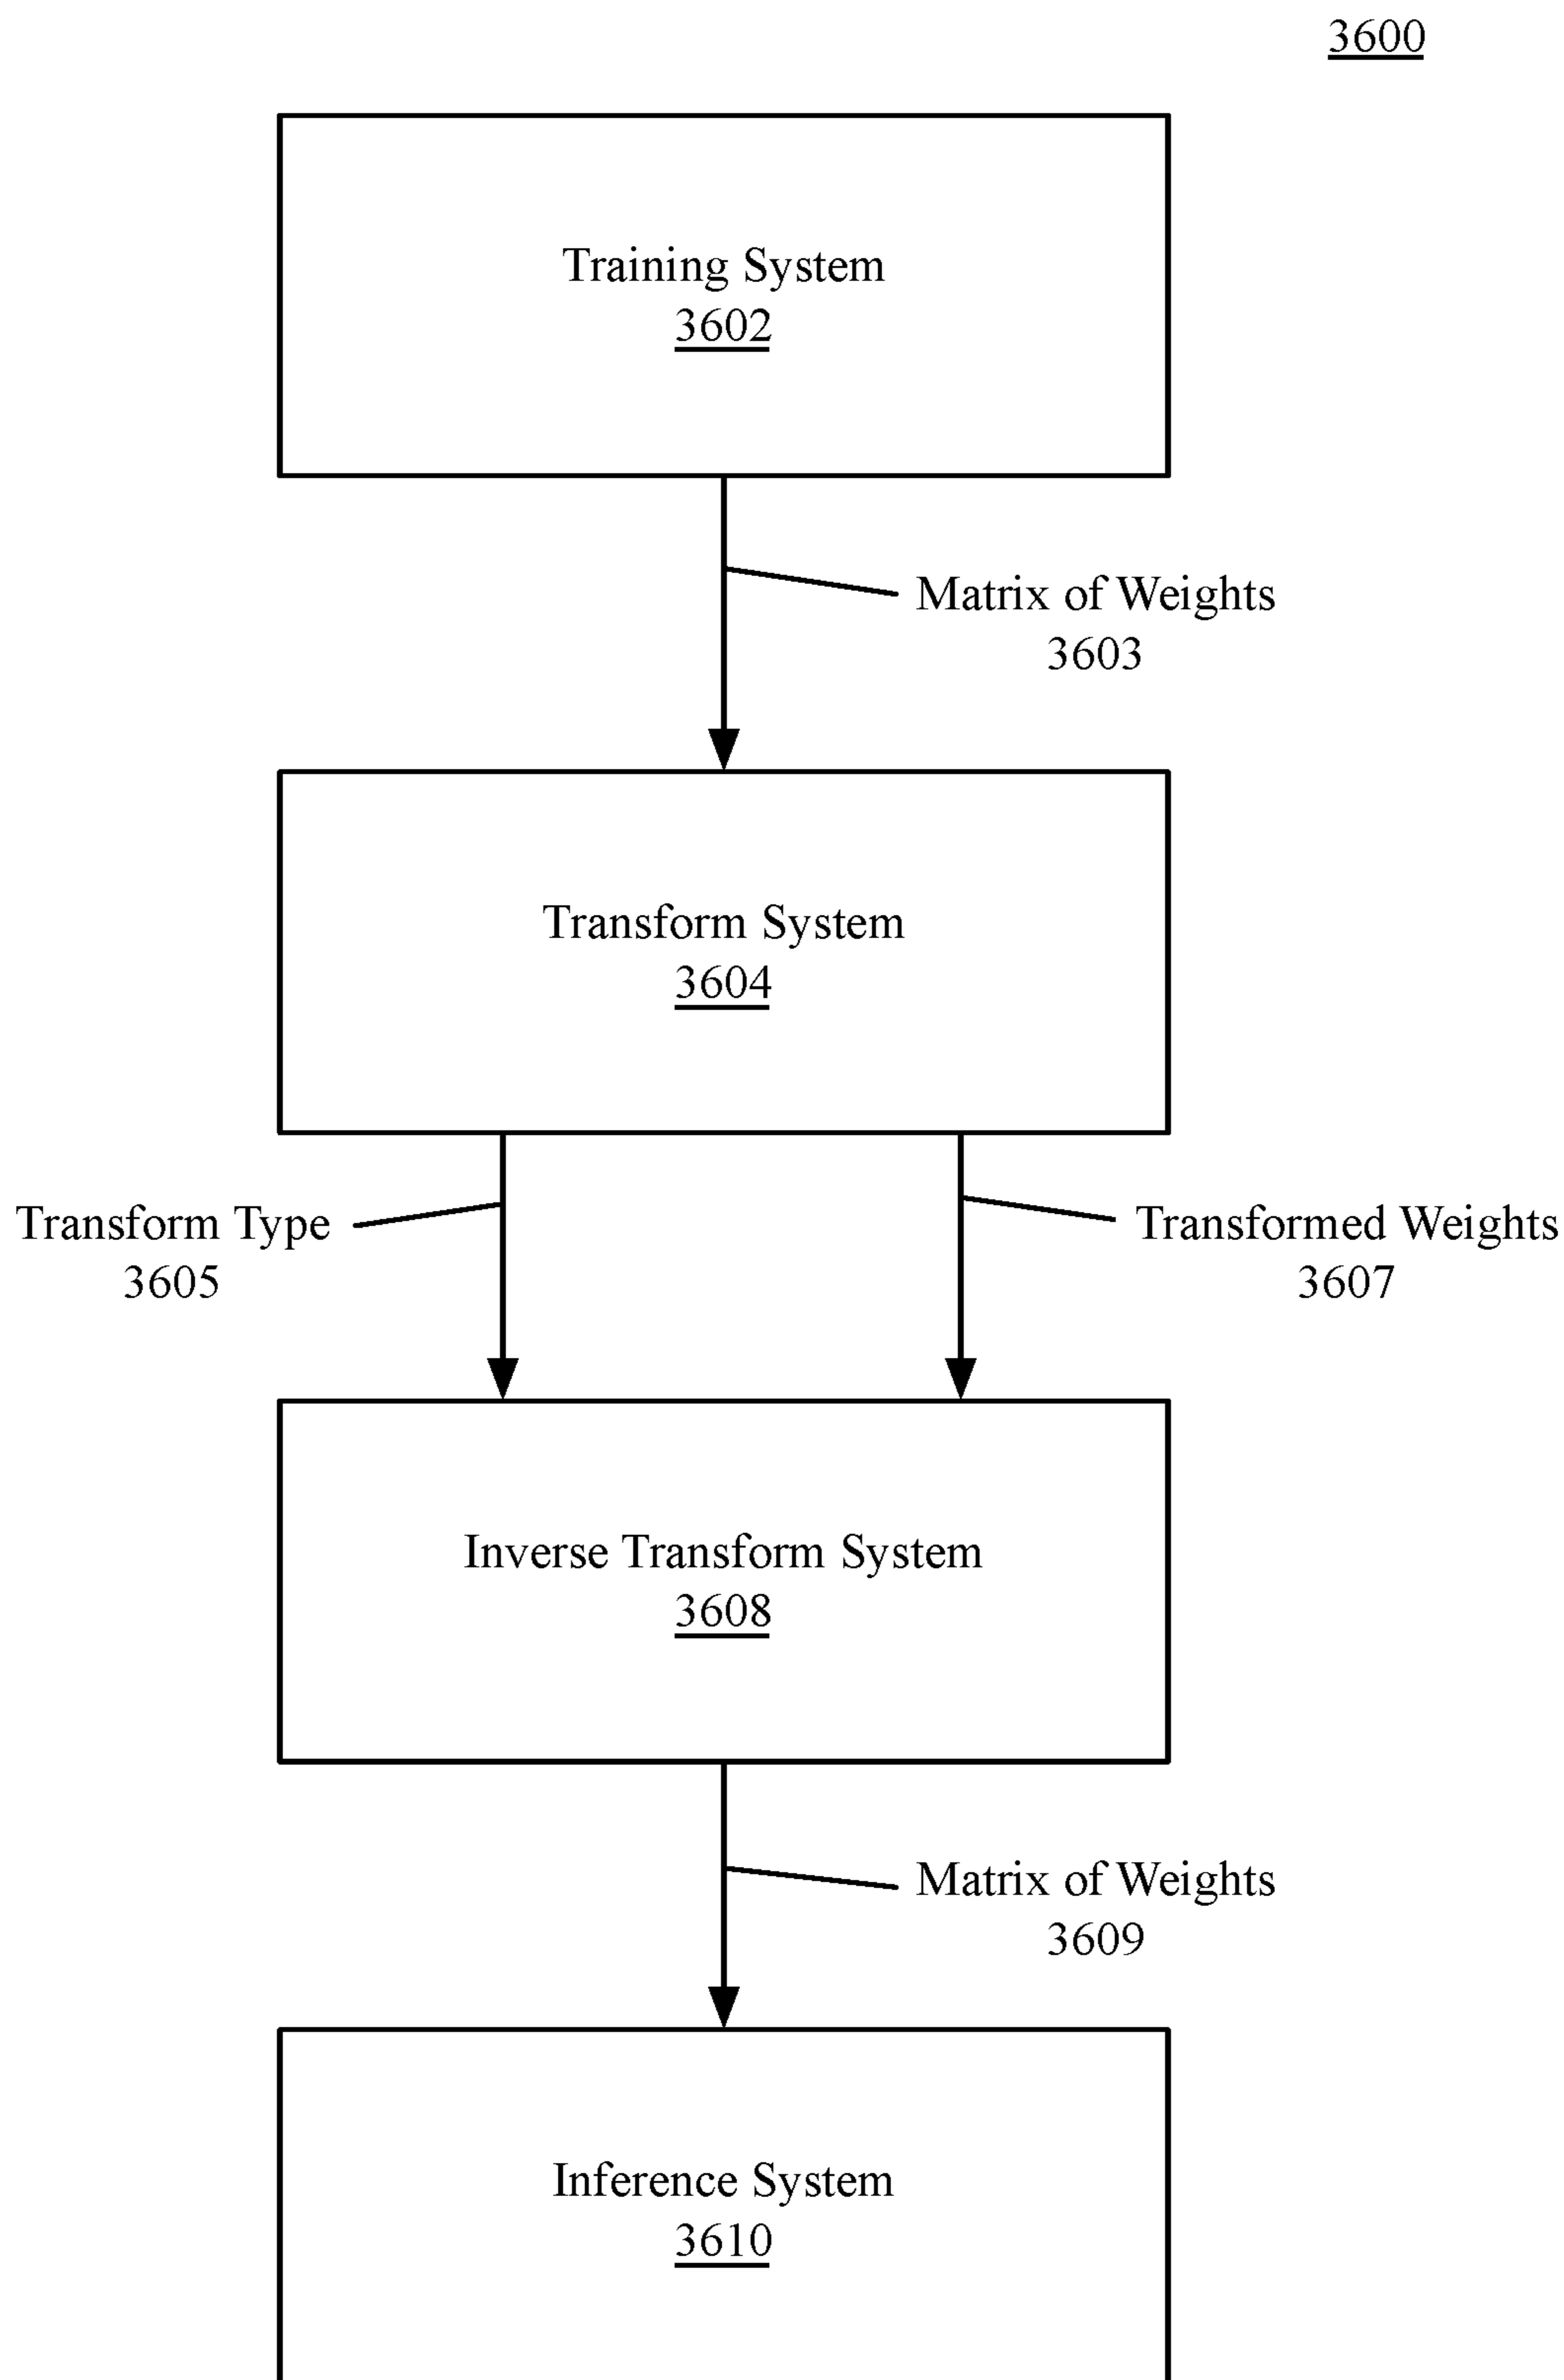 3600
Training System
3602
Matrix of Weights
3603
Transform System
3604
Transform Type
3605
Transformed Weights
3607
Inverse Transform System
3608
Matrix of Weights
3609
Inference System
3610